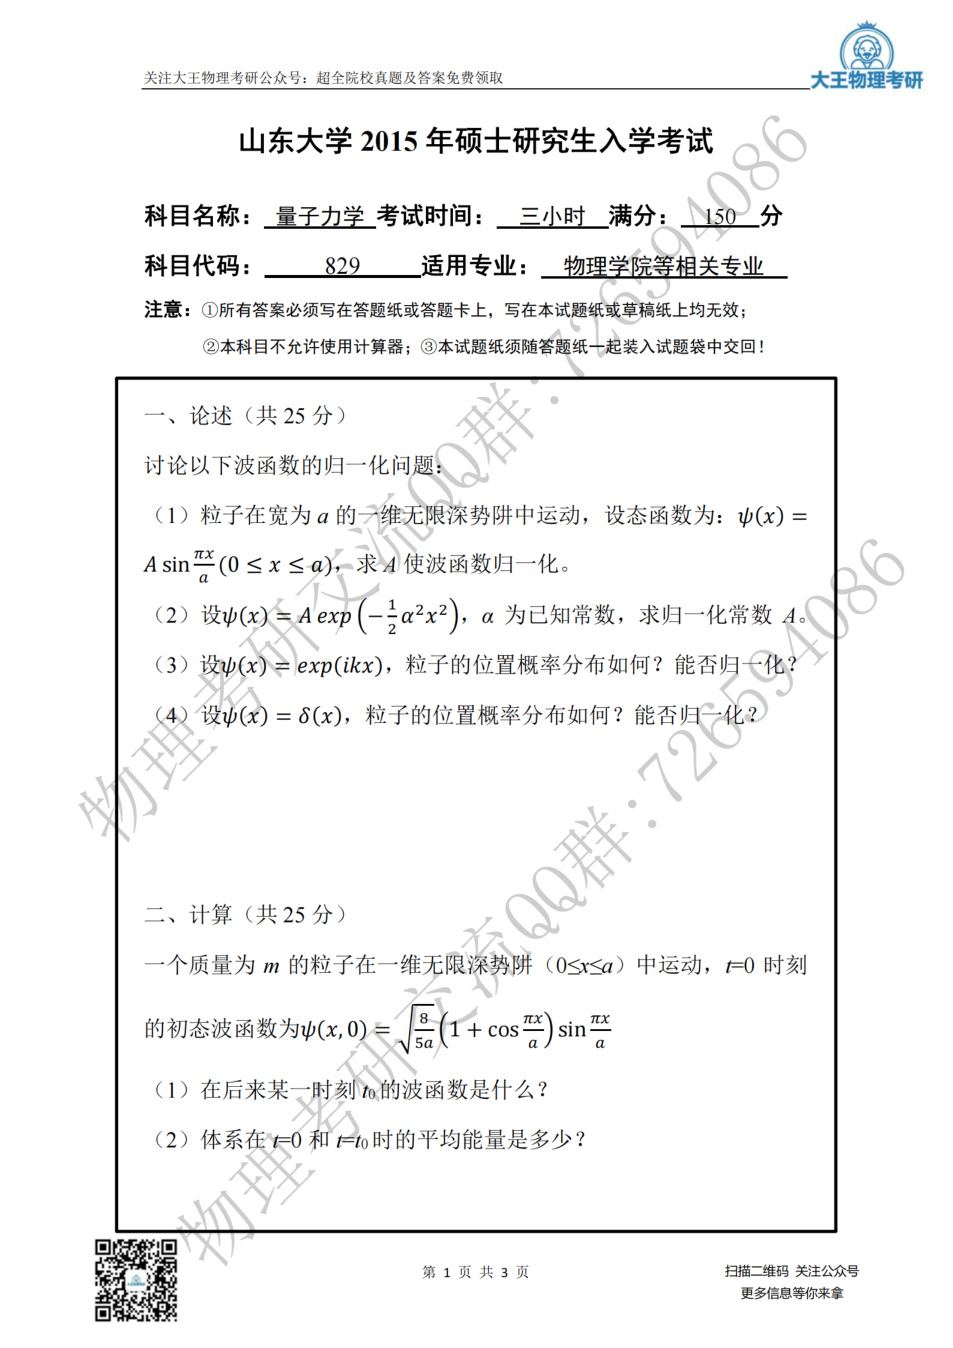 关注大王物理考研公众号：超全院校真题及答案免费领取
大王物理考研
山东大学 2015 年硕士研究生入学考试
科目名称： 量子力学 考试时间： 三小时 满分： 150 分
科目代码： 829 适用专业： 物理学院等相关专业
注意：①所有答案必须写在答题纸或答题卡上，写在本试题纸或草稿纸上均无效；
②本科目不允许使用计算器；③本试题纸须随答题纸一起装入试题袋中交回！
一、论述（共 25 分）
讨论以下波函数的归一化问题：
（1）粒子在宽为 a 的一维无限深势阱中运动，设态函数为：ψ(x) =
A sin πx/a (0 ≤ x ≤ a)，求 A 使波函数归一化。
（2）设ψ(x) = A exp(−1/2 α²x²)，α 为已知常数，求归一化常数 A。
（3）设ψ(x) = exp(ikx)，粒子的位置概率分布如何？能否归一化？
（4）设ψ(x) = δ(x)，粒子的位置概率分布如何？能否归一化？
二、计算（共 25 分）
一个质量为 m 的粒子在一维无限深势阱（0≤x≤a）中运动，t=0 时刻
的初态波函数为ψ(x, 0) = √(8/5a) (1 + cos πx/a) sin πx/a
（1）在后来某一时刻 t₀的波函数是什么？
（2）体系在 t=0 和 t=t₀ 时的平均能量是多少？
物理考研交流QQ群:726594086
物理考研交流QQ群:726594086
大王物理考研
第 1 页 共 3 页
扫描二维码 关注公众号
更多信息等你来拿